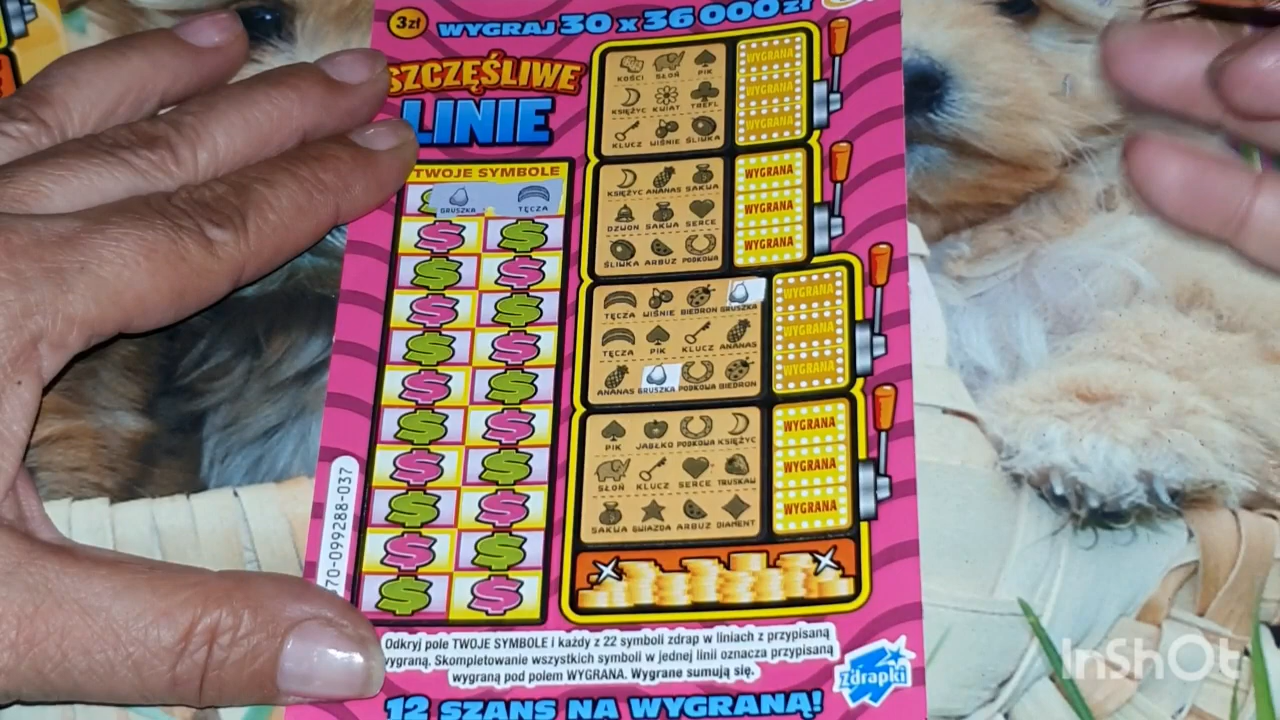 3zł
WYGRAJ 30 x 36 000 zł
SZCZĘŚLIWE
LINIE
TWOJE SYMBOLE
GRUSZKA TĘCZA
KOŚCI SŁOŃ PIK
KSIĘŻYC KWIAT TREFL
KLUCZ WIŚNIE ŚLIWKA
WYGRANA
WYGRANA
WYGRANA
KSIĘŻYC ANANAS SAKWA
DZWON SAKWA SERCE
ŚLIWKA ARBUZ PODKOWA
WYGRANA
WYGRANA
WYGRANA
TĘCZA WIŚNIE BIEDRON GRUSZKA
TĘCZA PIK KLUCZ ANANAS
ANANAS GRUSZKA PODKOWA BIEDRON
WYGRANA
WYGRANA
WYGRANA
PIK JABŁKO PODKOWA KSIĘŻYC
SŁOŃ KLUCZ SERCE TRUSKAW
SAKWA GWIAZDA ARBUZ DIAMENT
WYGRANA
WYGRANA
WYGRANA
70-099288-037
Odkryj pole TWOJE SYMBOLE i każdy z 22 symboli zdrap w liniach z przypisaną
wygraną. Skompletowanie wszystkich symboli w jednej linii oznacza przypisaną
wygraną pod polem WYGRANA. Wygrane sumują się.
zdrapki
12 SZANS NA WYGRANĄ!
InShOt